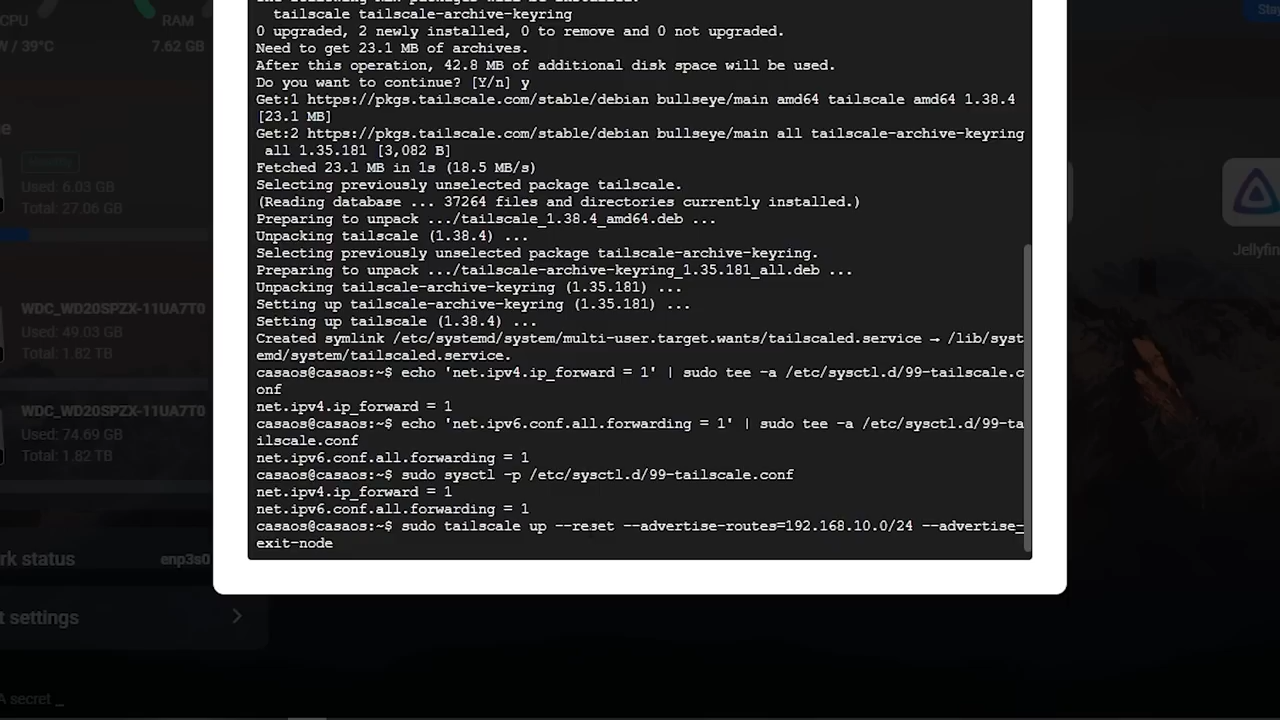 CPU
RAM
/ 39°C
7.62 GB
Stay
tailscale tailscale-archive-keyring
0 upgraded, 2 newly installed, 0 to remove and 0 not upgraded.
Need to get 23.1 MB of archives.
After this operation, 42.8 MB of additional disk space will be used.
Do you want to continue? [Y/n] y
Get:1 https://pkgs.tailscale.com/stable/debian bullseye/main amd64 tailscale amd64 1.38.4
[23.1 MB]
Get:2 https://pkgs.tailscale.com/stable/debian bullseye/main all tailscale-archive-keyring
all 1.35.181 [3,082 B]
Fetched 23.1 MB in 1s (18.5 MB/s)
Selecting previously unselected package tailscale.
(Reading database ... 37264 files and directories currently installed.)
Preparing to unpack .../tailscale_1.38.4_amd64.deb ...
Unpacking tailscale (1.38.4) ...
Selecting previously unselected package tailscale-archive-keyring.
Preparing to unpack .../tailscale-archive-keyring_1.35.181_all.deb ...
Unpacking tailscale-archive-keyring (1.35.181) ...
Setting up tailscale-archive-keyring (1.35.181) ...
Setting up tailscale (1.38.4) ...
Created symlink /etc/systemd/system/multi-user.target.wants/tailscaled.service → /lib/syst
emd/system/tailscaled.service.
casaos@casaos:~$ echo 'net.ipv4.ip_forward = 1' | sudo tee -a /etc/sysctl.d/99-tailscale.c
onf
net.ipv4.ip_forward = 1
casaos@casaos:~$ echo 'net.ipv6.conf.all.forwarding = 1' | sudo tee -a /etc/sysctl.d/99-ta
ilscale.conf
net.ipv6.conf.all.forwarding = 1
casaos@casaos:~$ sudo sysctl -p /etc/sysctl.d/99-tailscale.conf
net.ipv4.ip_forward = 1
net.ipv6.conf.all.forwarding = 1
casaos@casaos:~$ sudo tailscale up --reset --advertise-routes=192.168.10.0/24 --advertise_
exit-node
Healthy
Used: 6.03 GB
Total: 27.06 GB
WDC_WD20SPZX-11UA7T0
Used: 49.03 GB
Total: 1.82 TB
WDC_WD20SPZX-11UA7T0
Used: 74.69 GB
Total: 1.82 TB
rk status
enp3s0
t settings
A secret _
Jellyfin